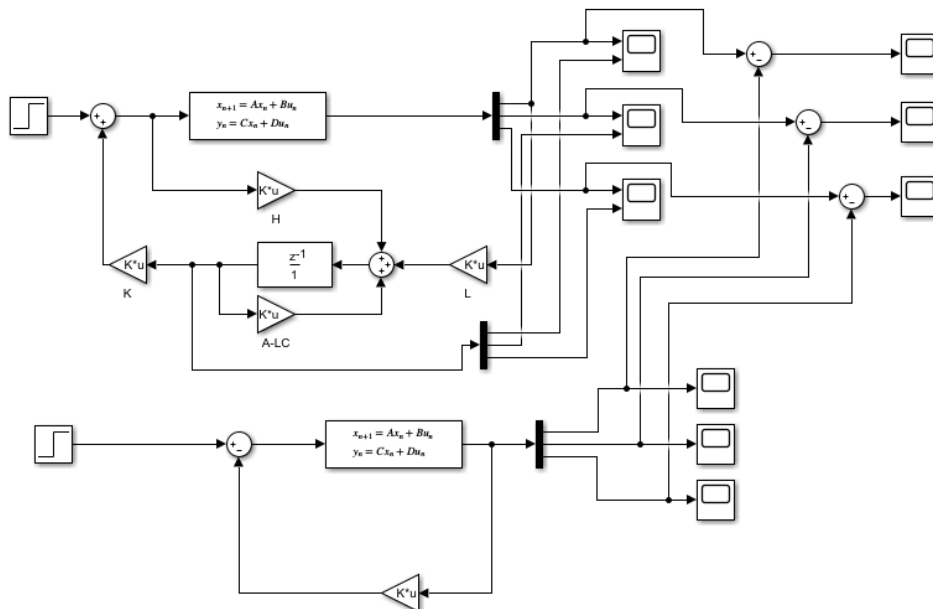 x_{n+1} = Ax_n + Bu_n
y_n = Cx_n + Du_n
K*u
H
K*u
K
z^{-1}
1
K*u
L
K*u
A-LC
x_{n+1} = Ax_n + Bu_n
y_n = Cx_n + Du_n
K*u